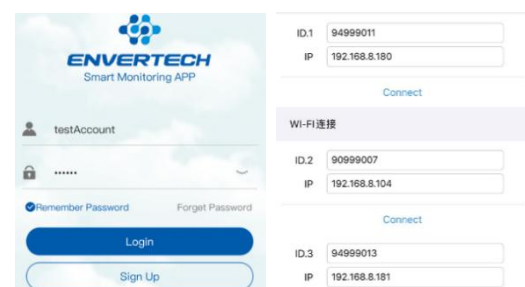 ENVERTECH
Smart Monitoring APP
testAccount
••••••
Remember Password Forget Password
Login
Sign Up
ID.1 94999011
IP 192.168.8.180
Connect
WI-FI连接
ID.2 90999007
IP 192.168.8.104
Connect
ID.3 94999013
IP 192.168.8.181